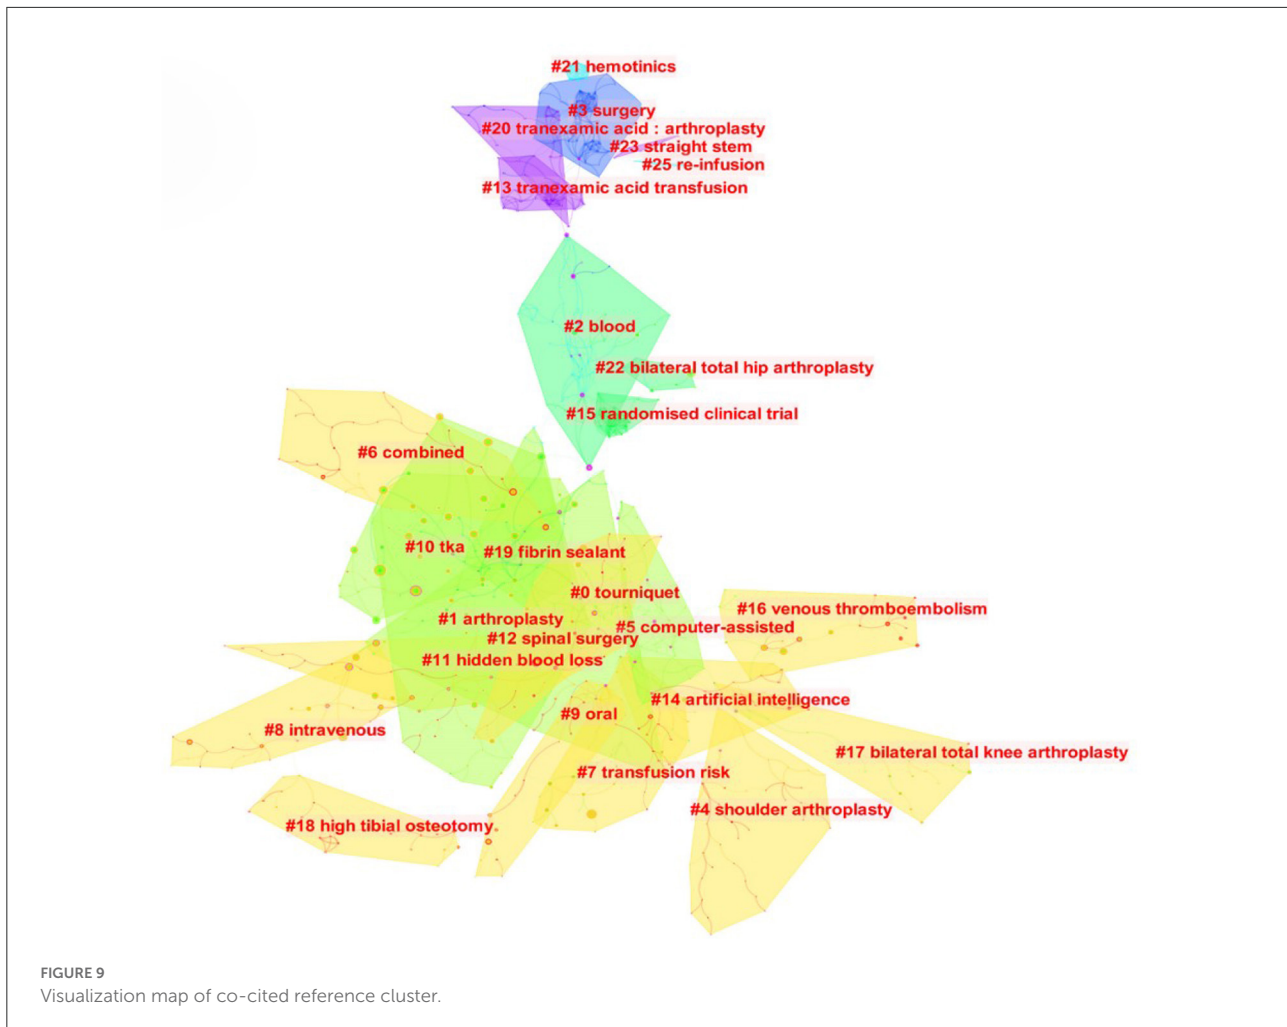 #21 hemotinics
#3 surgery
#20 tranexamic acid : arthroplasty
#23 straight stem
#25 re-infusion
#13 tranexamic acid transfusion
#2 blood
#22 bilateral total hip arthroplasty
#15 randomised clinical trial
#6 combined
#10 tka
#19 fibrin sealant
#0 tourniquet
#16 venous thromboembolism
#1 arthroplasty
#5 computer-assisted
#12 spinal surgery
#11 hidden blood loss
#14 artificial intelligence
#9 oral
#8 intravenous
#17 bilateral total knee arthroplasty
#7 transfusion risk
#4 shoulder arthroplasty
#18 high tibial osteotomy
FIGURE 9
Visualization map of co-cited reference cluster.